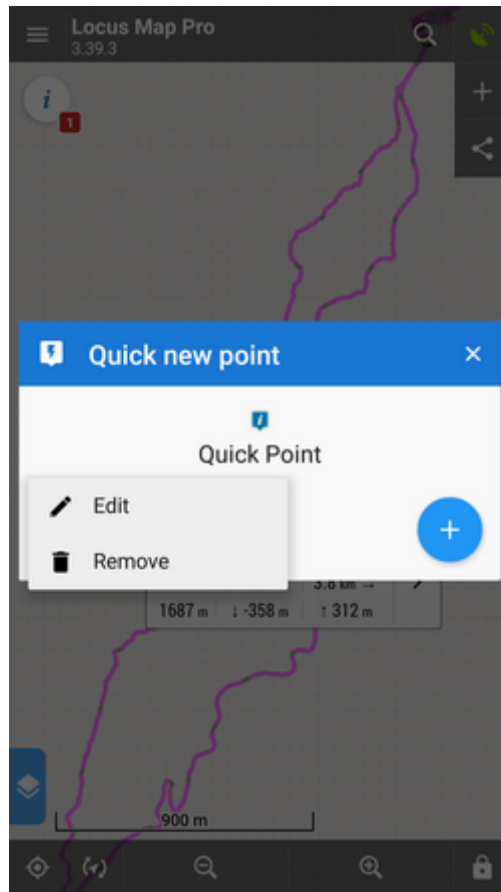 Locus Map Pro
3.39.3
i
1
Quick new point
Quick Point
Edit
Remove
3.8 km →
1687 m ↓ -358 m ↑ 312 m
900 m